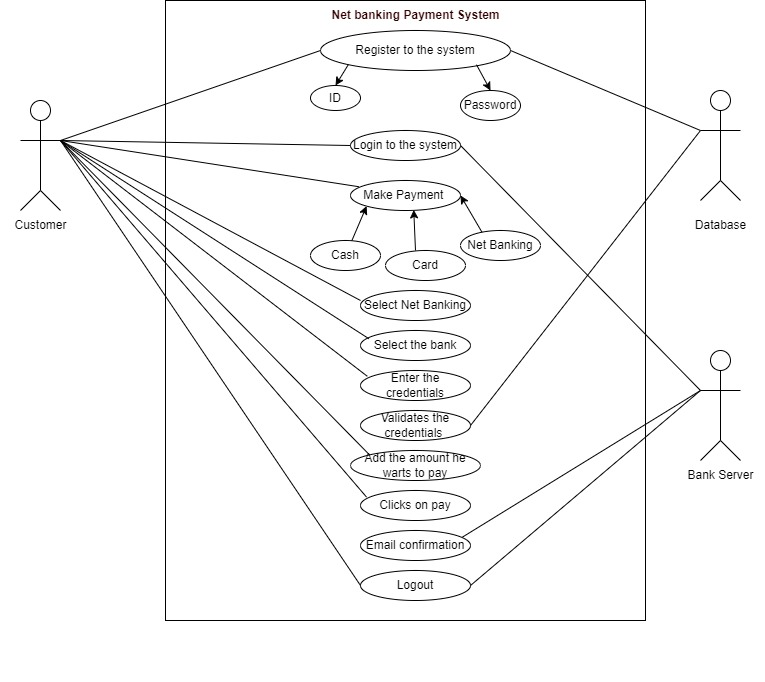 Net banking Payment System
Register to the system
ID
Password
Login to the system
Make Payment
Cash
Card
Net Banking
Select Net Banking
Select the bank
Enter the
credentials
Validates the
credentials
Add the amount he
warts to pay
Clicks on pay
Email confirmation
Logout
Customer
Database
Bank Server